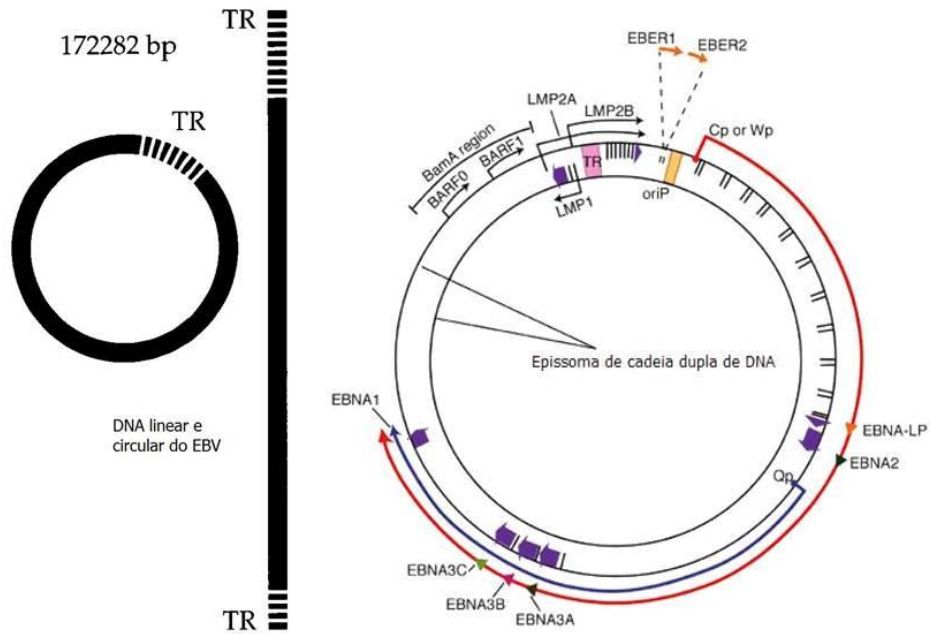 TR
172282 bp
TR
DNA linear e
circular do EBV
TR
EBER1
EBER2
LMP2A
LMP2B
Cp or Wp
BamA region
BARF1
BARF0
TR
LMP1
oriP
Epissoma de cadeia dupla de DNA
EBNA1
EBNA-LP
EBNA2
Qp
EBNA3C
EBNA3B
EBNA3A